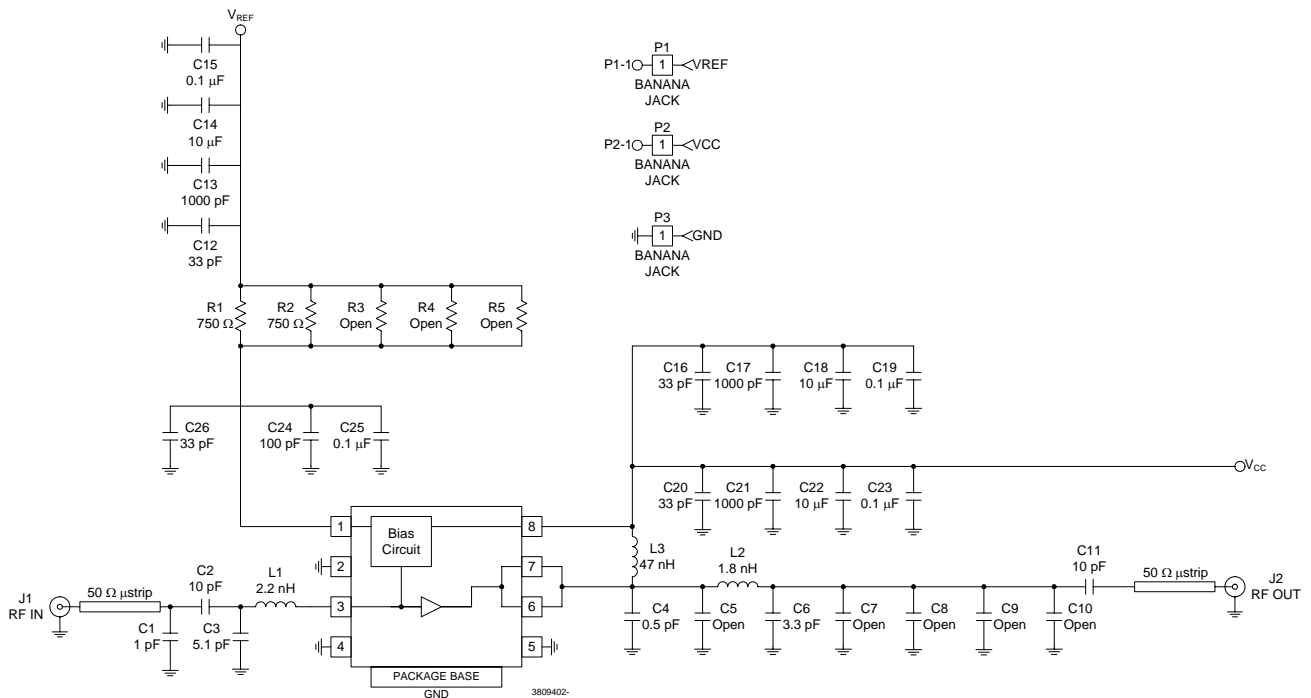 V_REF
C15
0.1 μF
C14
10 μF
C13
1000 pF
C12
33 pF
P1
P1-1
1
VREF
BANANA
JACK
P2
P2-1
1
VCC
BANANA
JACK
P3
1
GND
BANANA
JACK
R1
750 Ω
R2
750 Ω
R3
Open
R4
Open
R5
Open
C16
33 pF
C17
1000 pF
C18
10 μF
C19
0.1 μF
C26
33 pF
C24
100 pF
C25
0.1 μF
V_CC
C20
33 pF
C21
1000 pF
C22
10 μF
C23
0.1 μF
1
Bias
Circuit
8
2
7
3
6
4
5
PACKAGE BASE
GND
3809402-
J1
RF IN
50 Ω μstrip
C1
1 pF
C2
10 pF
C3
5.1 pF
L1
2.2 nH
L3
47 nH
L2
1.8 nH
C4
0.5 pF
C5
Open
C6
3.3 pF
C7
Open
C8
Open
C9
Open
C10
Open
C11
10 pF
50 Ω μstrip
J2
RF OUT